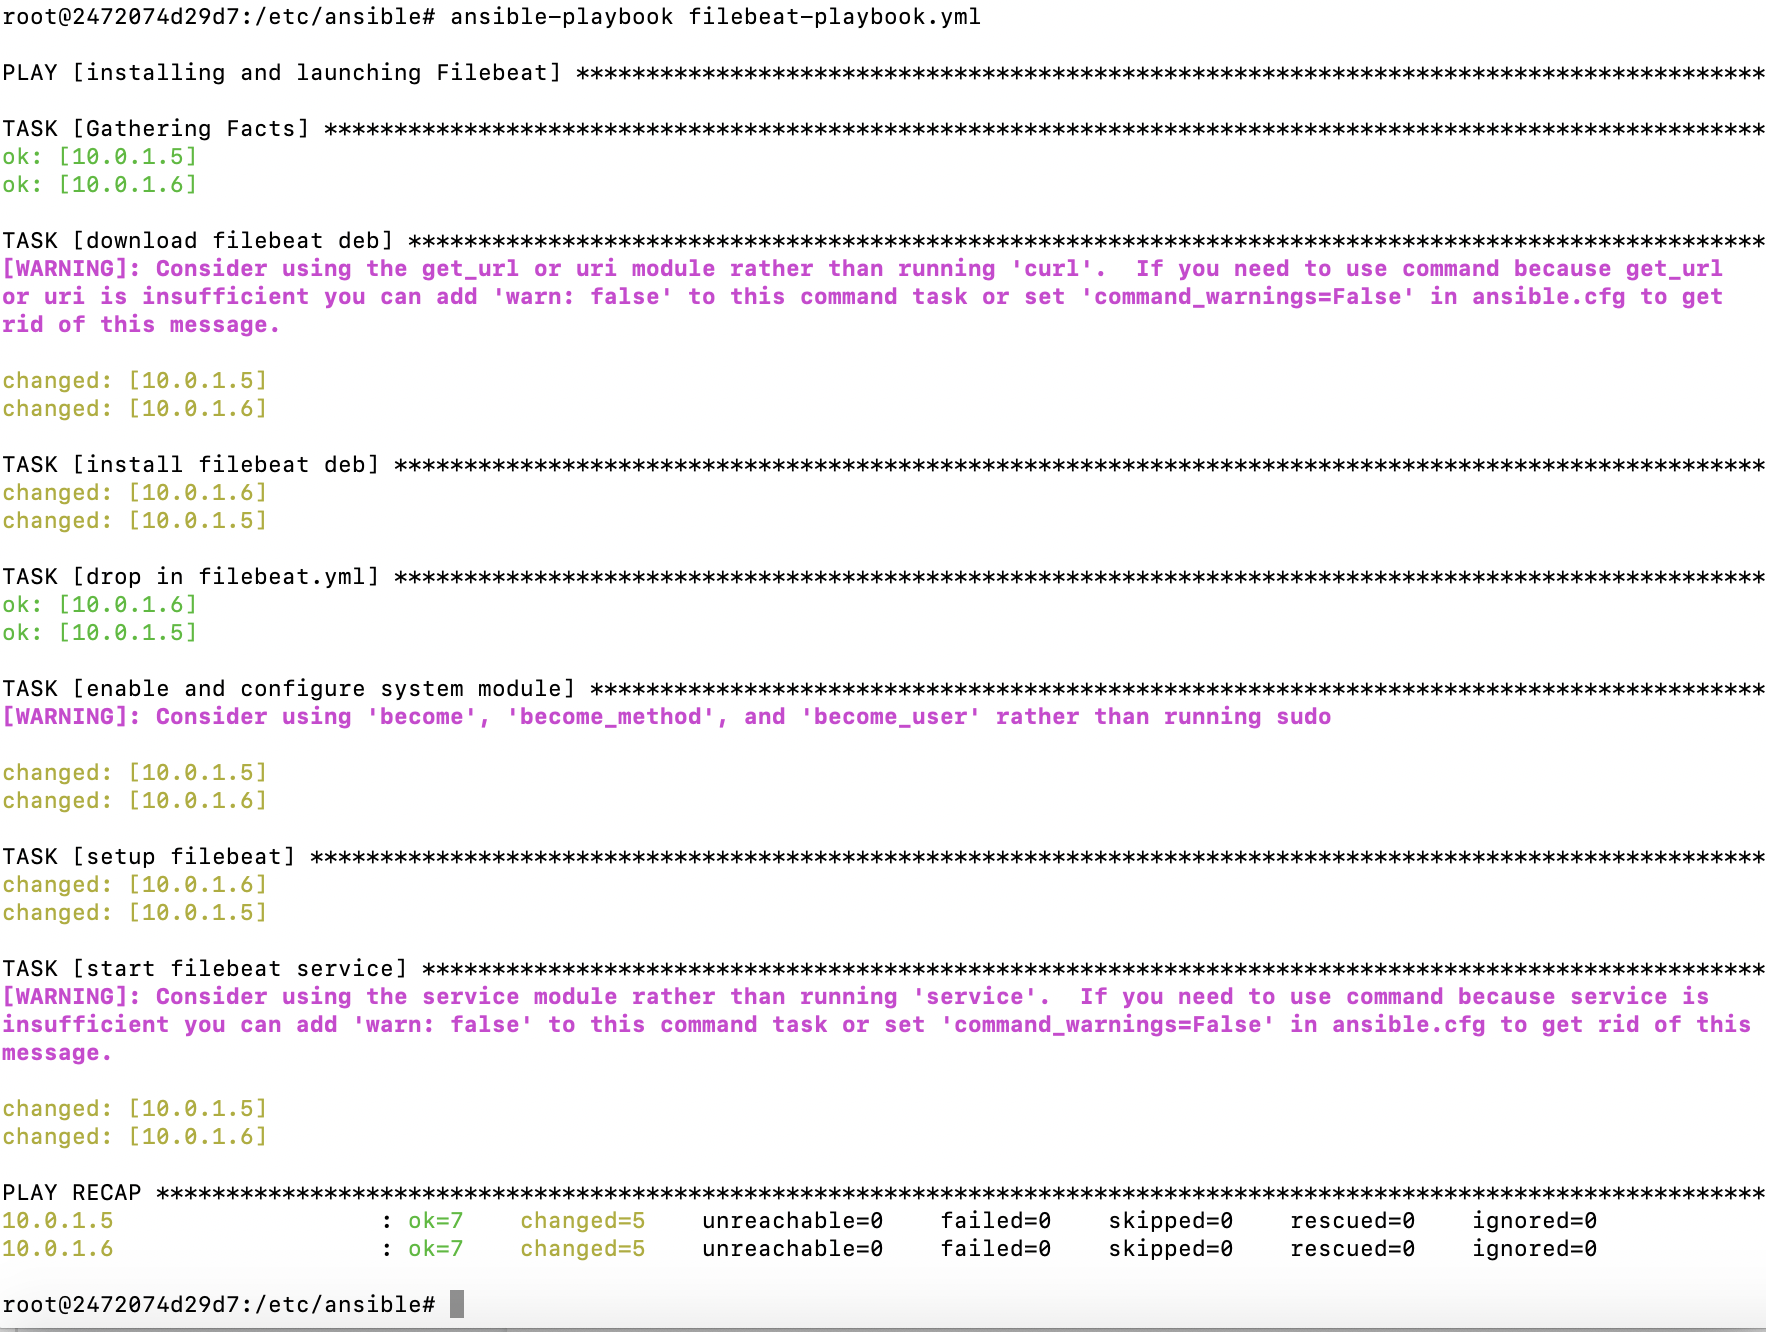 root@2472074d29d7:/etc/ansible# ansible-playbook filebeat-playbook.yml
PLAY [installing and launching Filebeat] *************************************************************************************
TASK [Gathering Facts] *******************************************************************************************************
ok: [10.0.1.5]
ok: [10.0.1.6]
TASK [download filebeat deb] *************************************************************************************************
[WARNING]: Consider using the get_url or uri module rather than running 'curl'.  If you need to use command because get_url
or uri is insufficient you can add 'warn: false' to this command task or set 'command_warnings=False' in ansible.cfg to get
rid of this message.
changed: [10.0.1.5]
changed: [10.0.1.6]
TASK [install filebeat deb] **************************************************************************************************
changed: [10.0.1.6]
changed: [10.0.1.5]
TASK [drop in filebeat.yml] **************************************************************************************************
ok: [10.0.1.6]
ok: [10.0.1.5]
TASK [enable and configure system module] ************************************************************************************
[WARNING]: Consider using 'become', 'become_method', and 'become_user' rather than running sudo
changed: [10.0.1.5]
changed: [10.0.1.6]
TASK [setup filebeat] ********************************************************************************************************
changed: [10.0.1.6]
changed: [10.0.1.5]
TASK [start filebeat service] ************************************************************************************************
[WARNING]: Consider using the service module rather than running 'service'.  If you need to use command because service is
insufficient you can add 'warn: false' to this command task or set 'command_warnings=False' in ansible.cfg to get rid of this
message.
changed: [10.0.1.5]
changed: [10.0.1.6]
PLAY RECAP *******************************************************************************************************************
10.0.1.5                   : ok=7    changed=5    unreachable=0    failed=0    skipped=0    rescued=0    ignored=0
10.0.1.6                   : ok=7    changed=5    unreachable=0    failed=0    skipped=0    rescued=0    ignored=0
root@2472074d29d7:/etc/ansible#